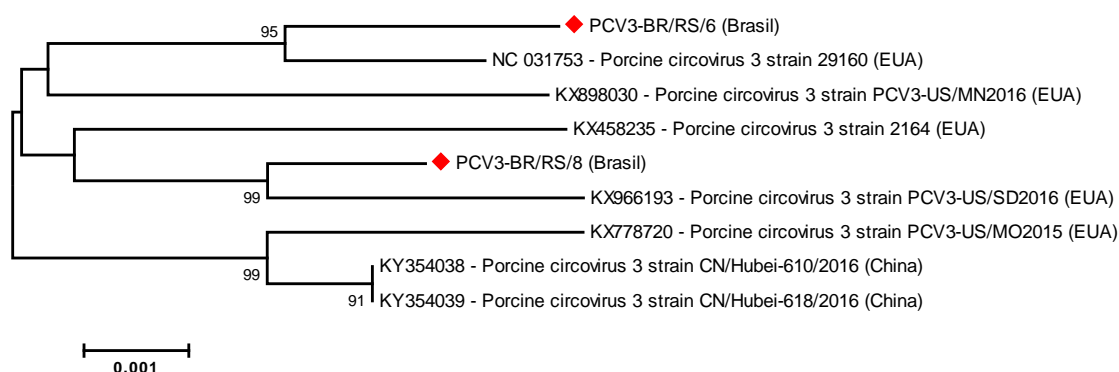 95
PCV3-BR/RS/6 (Brasil)
NC 031753 - Porcine circovirus 3 strain 29160 (EUA)
KX898030 - Porcine circovirus 3 strain PCV3-US/MN2016 (EUA)
KX458235 - Porcine circovirus 3 strain 2164 (EUA)
PCV3-BR/RS/8 (Brasil)
99
KX966193 - Porcine circovirus 3 strain PCV3-US/SD2016 (EUA)
KX778720 - Porcine circovirus 3 strain PCV3-US/MO2015 (EUA)
99
KY354038 - Porcine circovirus 3 strain CN/Hubei-610/2016 (China)
91
KY354039 - Porcine circovirus 3 strain CN/Hubei-618/2016 (China)
0.001